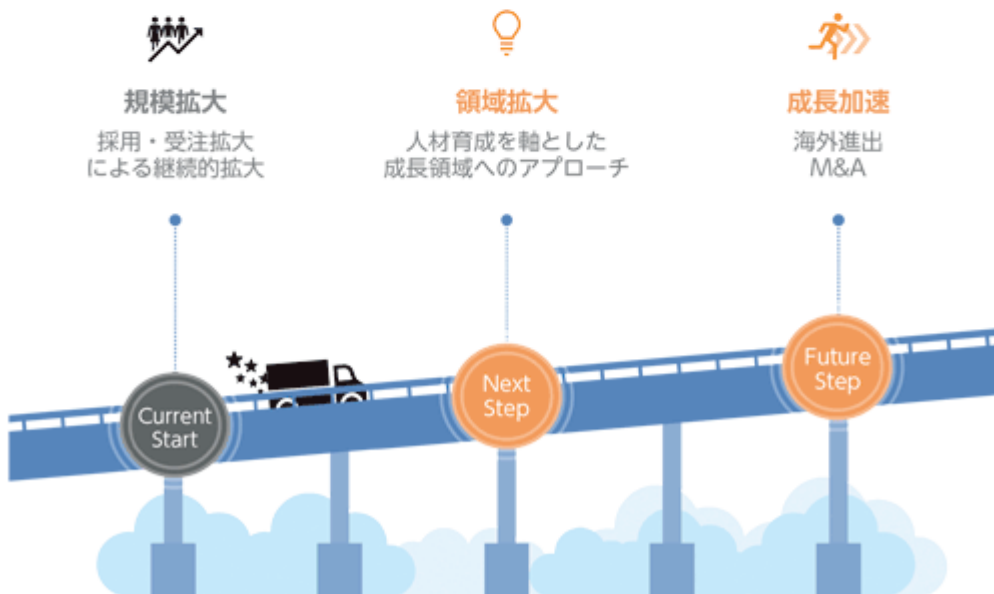 規模拡大
採用・受注拡大
による継続的拡大
領域拡大
人材育成を軸とした
成長領域へのアプローチ
成長加速
海外進出
M&A
Current
Start
Next
Step
Future
Step